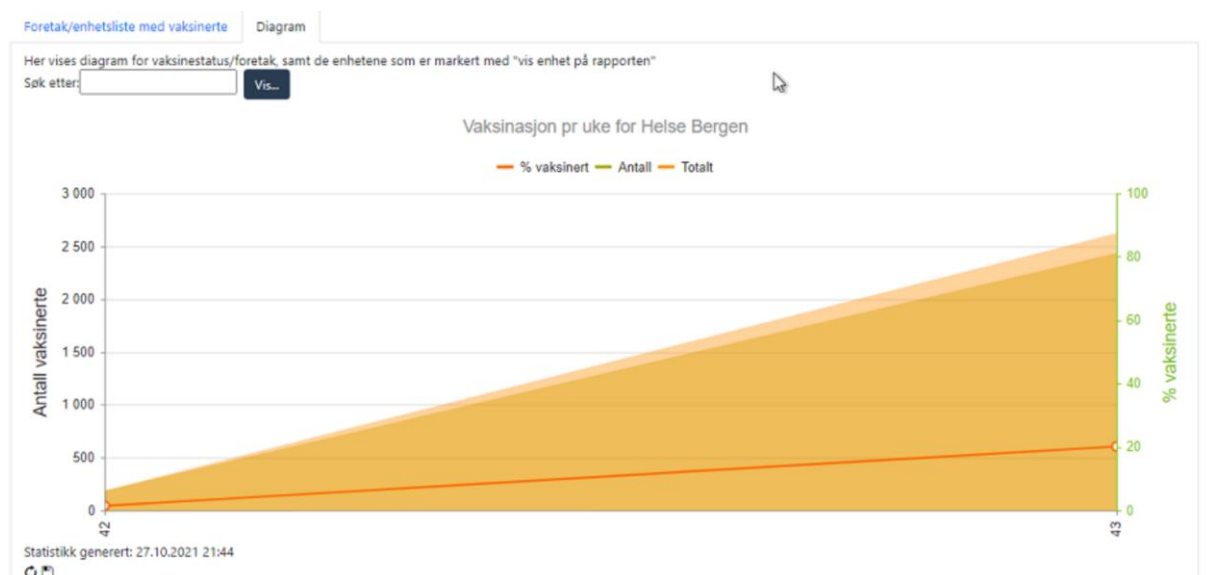 Foretak/enhetsliste med vaksinerte Diagram
Her vises diagram for vaksinestatus/foretak, samt de enhetene som er markert med "vis enhet på rapporten"
Søk etter: Vis...
Vaksinasjon pr uke for Helse Bergen
% vaksinert Antall Totalt
3 000 100
2 500 80
2 000 60
1 500 40
1 000 20
500 0
0
Antall vaksinerte
% vaksinerte
42 43
Statistikk generert: 27.10.2021 21:44